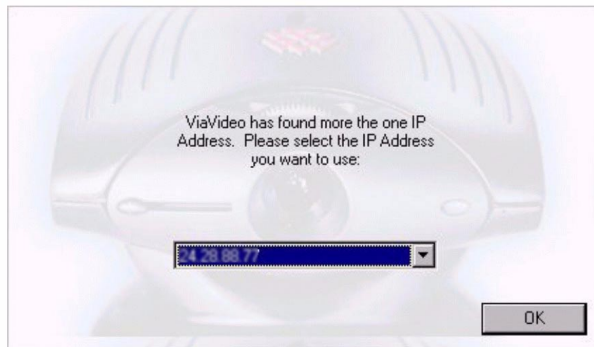 ViaVideo has found more the one IP
Address. Please select the IP Address
you want to use:
24.28.88.77
OK